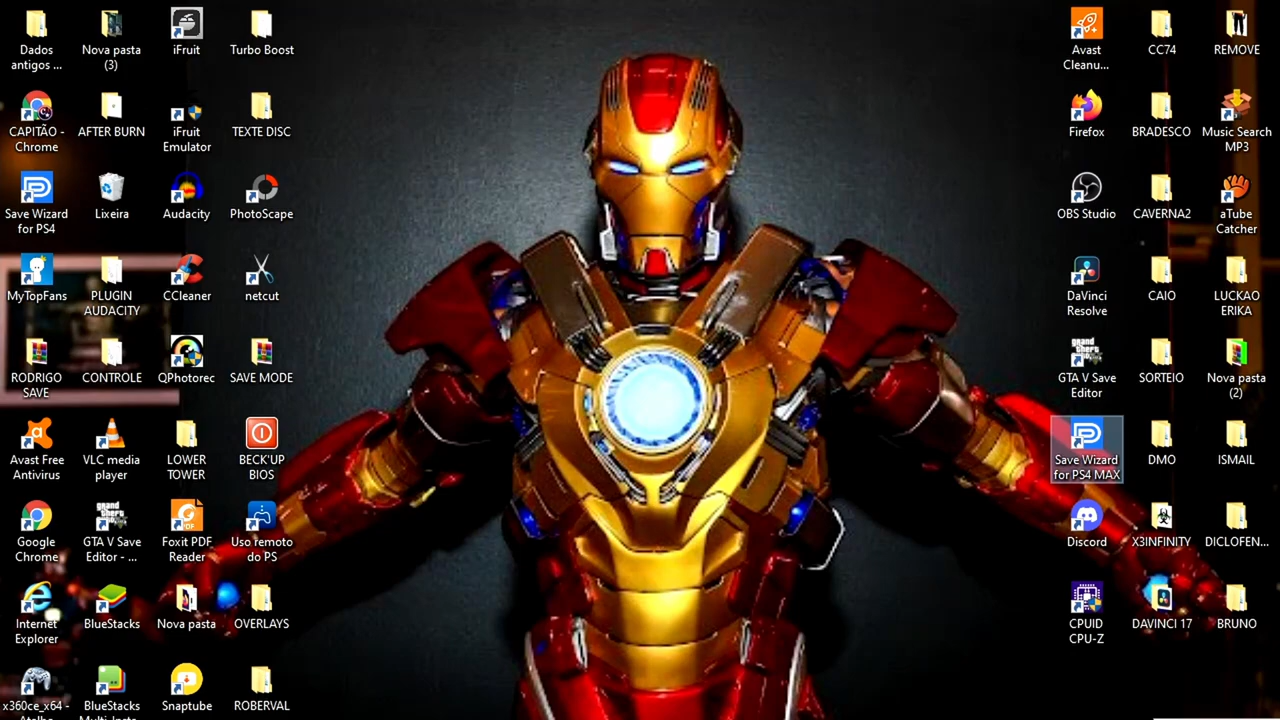 Dados
antigos ...
Nova pasta
(3)
iFruit
Turbo Boost
CAPITÃO -
Chrome
AFTER BURN
iFruit
Emulator
TEXTE DISC
Save Wizard
for PS4
Lixeira
Audacity
PhotoScape
MyTopFans
PLUGIN
AUDACITY
CCleaner
netcut
RODRIGO
SAVE
CONTROLE
QPhotorec
SAVE MODE
Avast Free
Antivirus
VLC media
player
LOWER
TOWER
BECK'UP
BIOS
Google
Chrome
GTA V Save
Editor - ...
Foxit PDF
Reader
Uso remoto
do PS
Internet
Explorer
BlueStacks
Nova pasta
OVERLAYS
x360ce_x64 -
Atalho
BlueStacks
Multi-Insta...
Snaptube
ROBERVAL
Avast
Cleanu...
CC74
REMOVE
Firefox
BRADESCO
Music Search
MP3
OBS Studio
CAVERNA2
aTube
Catcher
DaVinci
Resolve
CAIO
LUCKAO
ERIKA
GTA V Save
Editor
SORTEIO
Nova pasta
(2)
Save Wizard
for PS4 MAX
DMO
ISMAIL
Discord
X3INFINITY
DICLOFEN...
CPUID
CPU-Z
DAVINCI 17
BRUNO